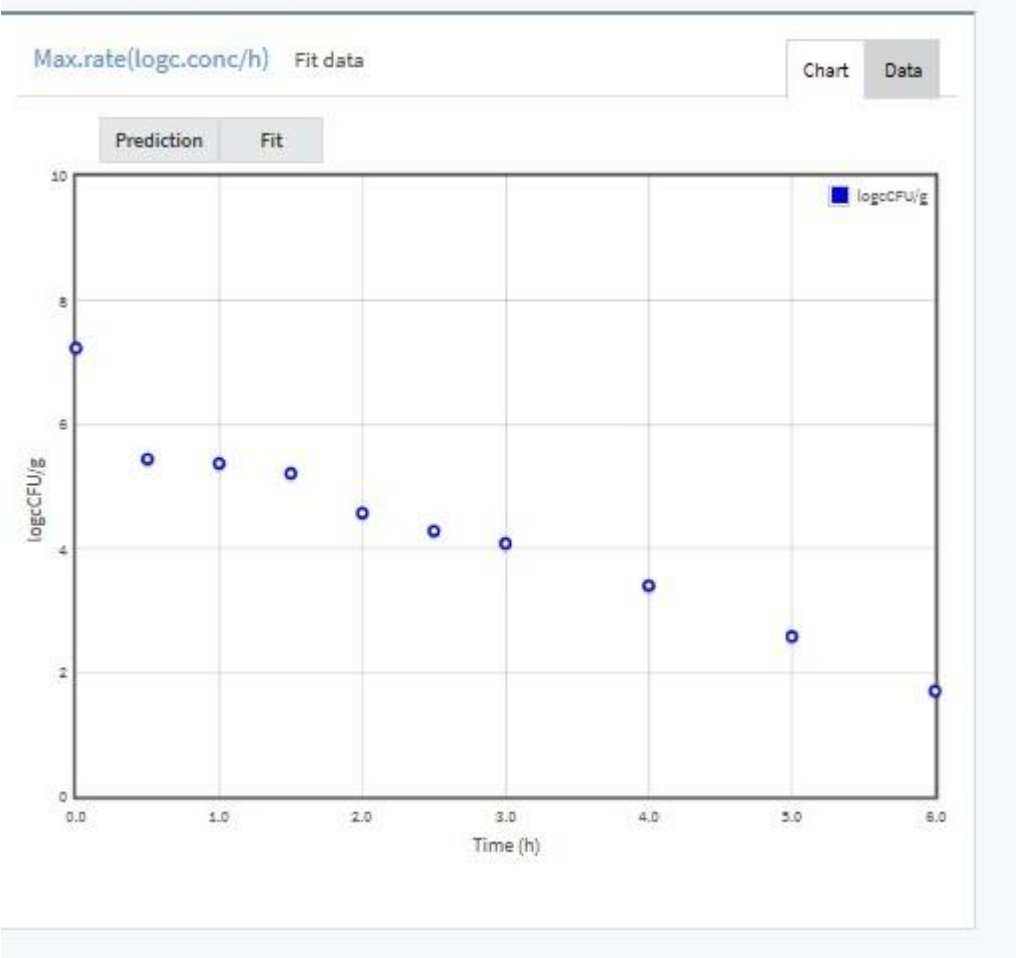 Max.rate(logc.conc/h) Fit data
Chart Data
Prediction Fit
logcCFU/g
10
8
6
4
2
0
logcCFU/g
0.0 1.0 2.0 3.0 4.0 5.0 6.0
Time (h)